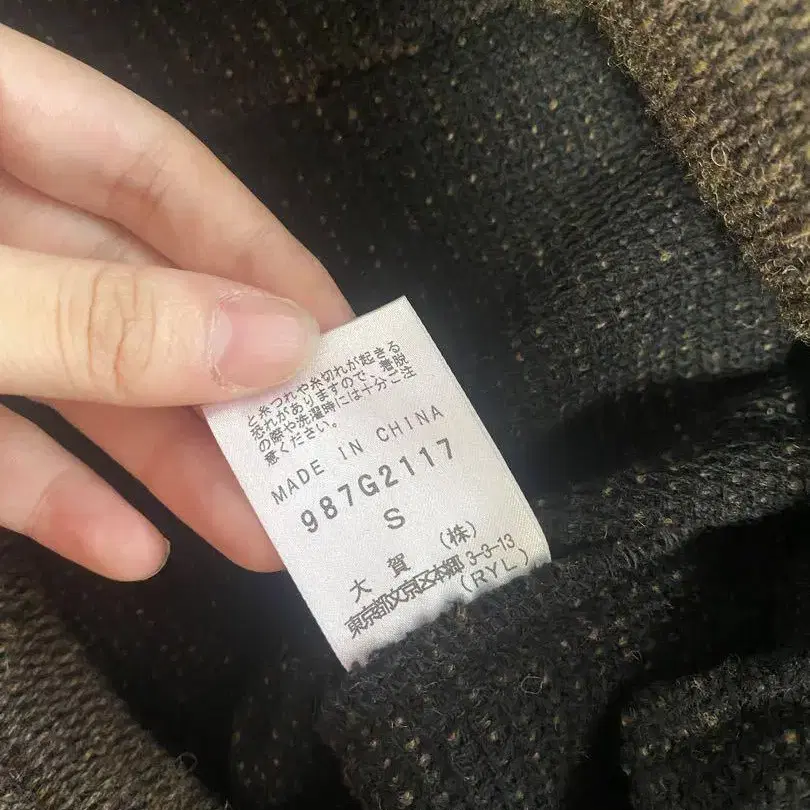 と糸つれや糸切れが起きる
恐れがありますので、着脱
の際や洗濯時には十分ご注
意ください。
MADE IN CHINA
987G2117
S
大賀 (株)
東京都文京区本郷 3-3-13
(RYL)